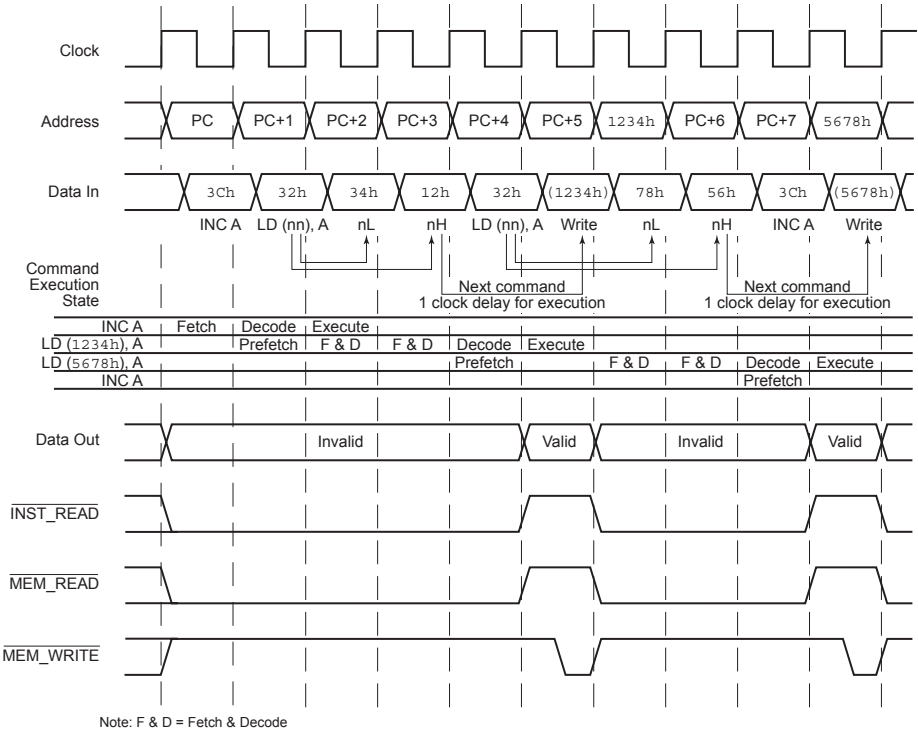 Clock
Address PC PC+1 PC+2 PC+3 PC+4 PC+5 1234h PC+6 PC+7 5678h
Data In 3Ch 32h 34h 12h 32h (1234h) 78h 56h 3Ch (5678h)
INC A LD (nn), A nL nH LD (nn), A Write nL nH INC A Write
Command
Execution
State
Next command
1 clock delay for execution
Next command
1 clock delay for execution
INC A Fetch Decode Execute
LD (1234h), A Prefetch F & D F & D Decode Execute
LD (5678h), A Prefetch F & D F & D Decode Execute
INC A Prefetch
Data Out Invalid Valid Invalid Valid
INST_READ
MEM_READ
MEM_WRITE
Note: F & D = Fetch & Decode